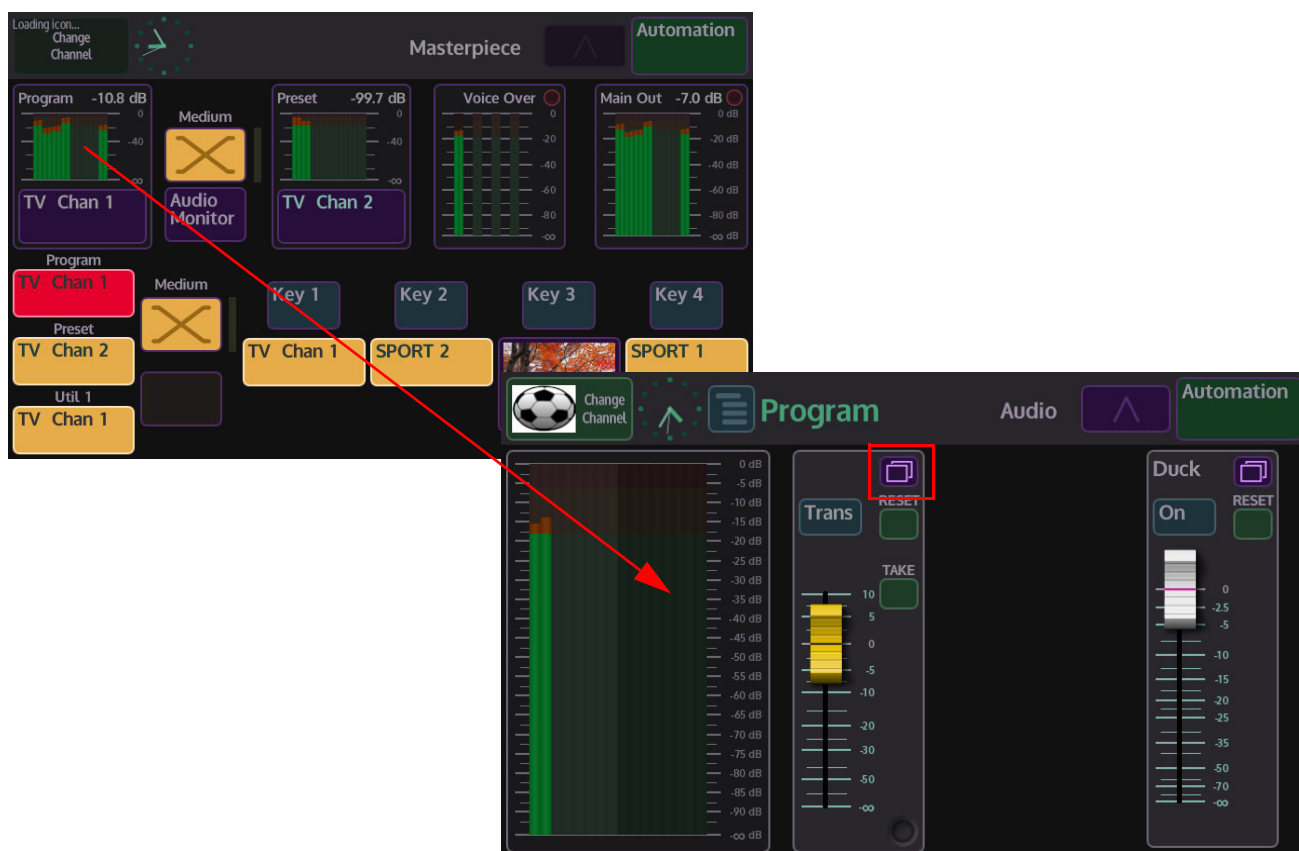 Loading icon...
Change
Channel
Masterpiece
Automation
Program -10.8 dB
0
-40
-∞
TV Chan 1
Medium
Audio
Monitor
Preset -99.7 dB
0
-40
-∞
TV Chan 2
Voice Over
0
-20
-40
-60
-80
-∞
Main Out -7.0 dB
0 dB
-20 dB
-40 dB
-60 dB
-80 dB
-∞ dB
Program
TV Chan 1
Medium
Preset
TV Chan 2
Util 1
TV Chan 1
Key 1
Key 2
Key 3
Key 4
TV Chan 1
SPORT 2
SPORT 1
Change
Channel
Program
Audio
Automation
0 dB
-5 dB
-10 dB
-15 dB
-20 dB
-25 dB
-30 dB
-35 dB
-40 dB
-45 dB
-50 dB
-55 dB
-60 dB
-65 dB
-70 dB
-75 dB
-80 dB
-85 dB
-90 dB
-∞ dB
Trans
RESET
TAKE
10
5
0
-5
-10
-20
-30
-50
-∞
Duck
On
RESET
0
-2.5
-5
-10
-15
-20
-25
-35
-50
-70
-∞